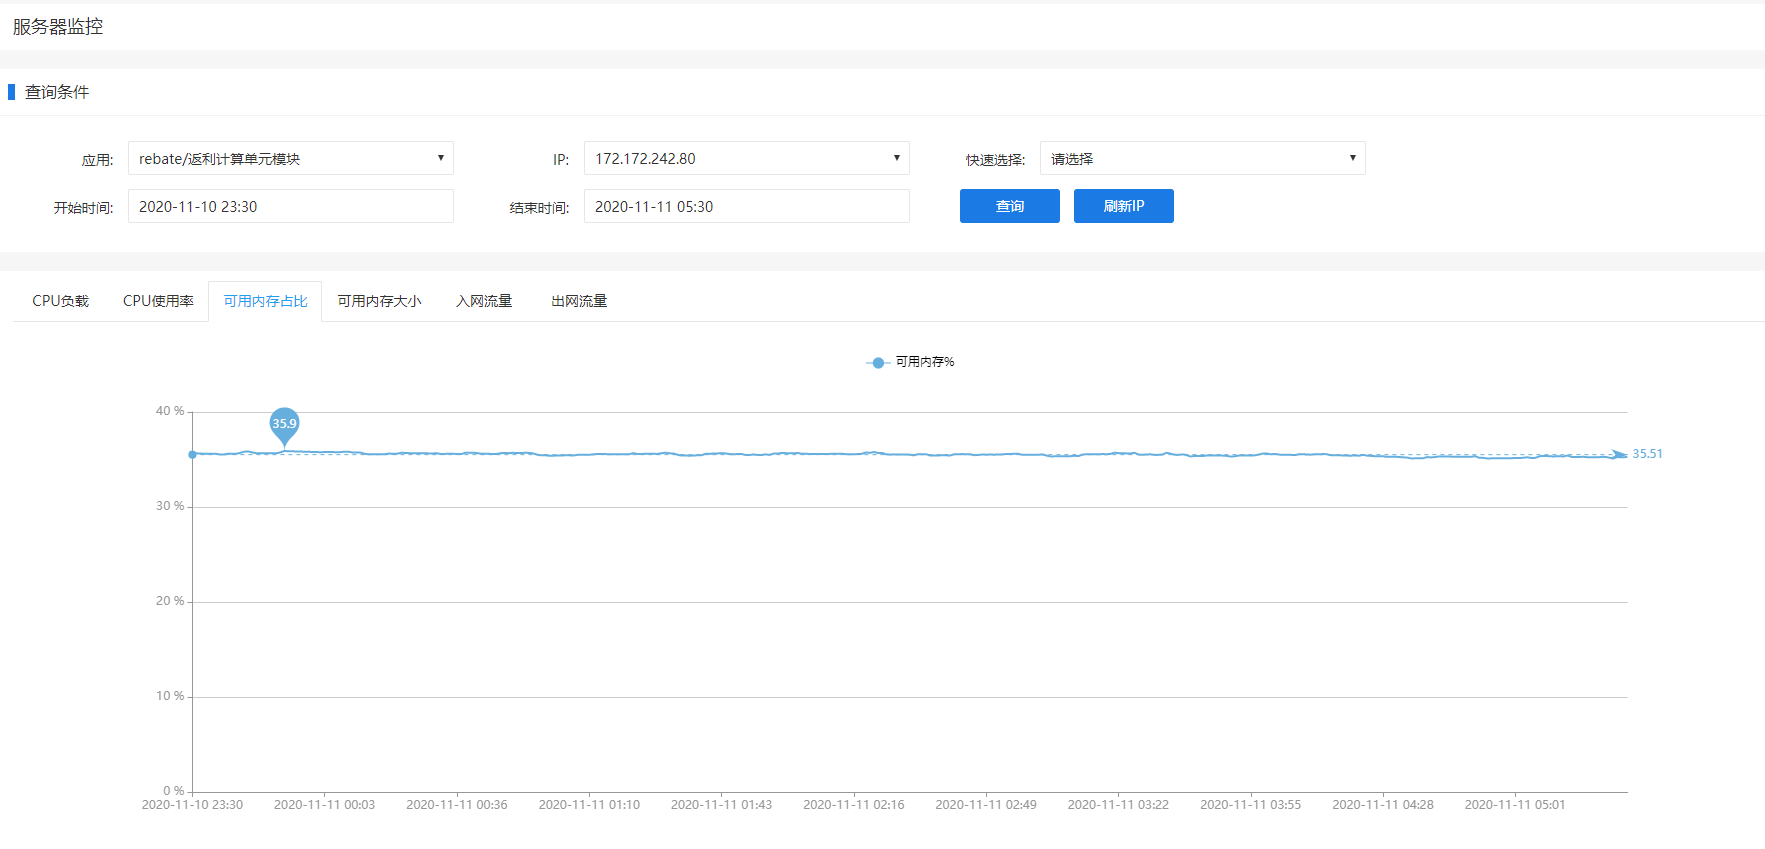 服务器监控
查询条件
应用: rebate/返利计算单元模块 IP: 172.172.242.80 快速选择: 请选择
开始时间: 2020-11-10 23:30 结束时间: 2020-11-11 05:30 查询 刷新IP
CPU负载 CPU使用率 可用内存占比 可用内存大小 入网流量 出网流量
可用内存%
40 %
35.9
35.51
30 %
20 %
10 %
0 %
2020-11-10 23:30 2020-11-11 00:03 2020-11-11 00:36 2020-11-11 01:10 2020-11-11 01:43 2020-11-11 02:16 2020-11-11 02:49 2020-11-11 03:22 2020-11-11 03:55 2020-11-11 04:28 2020-11-11 05:01